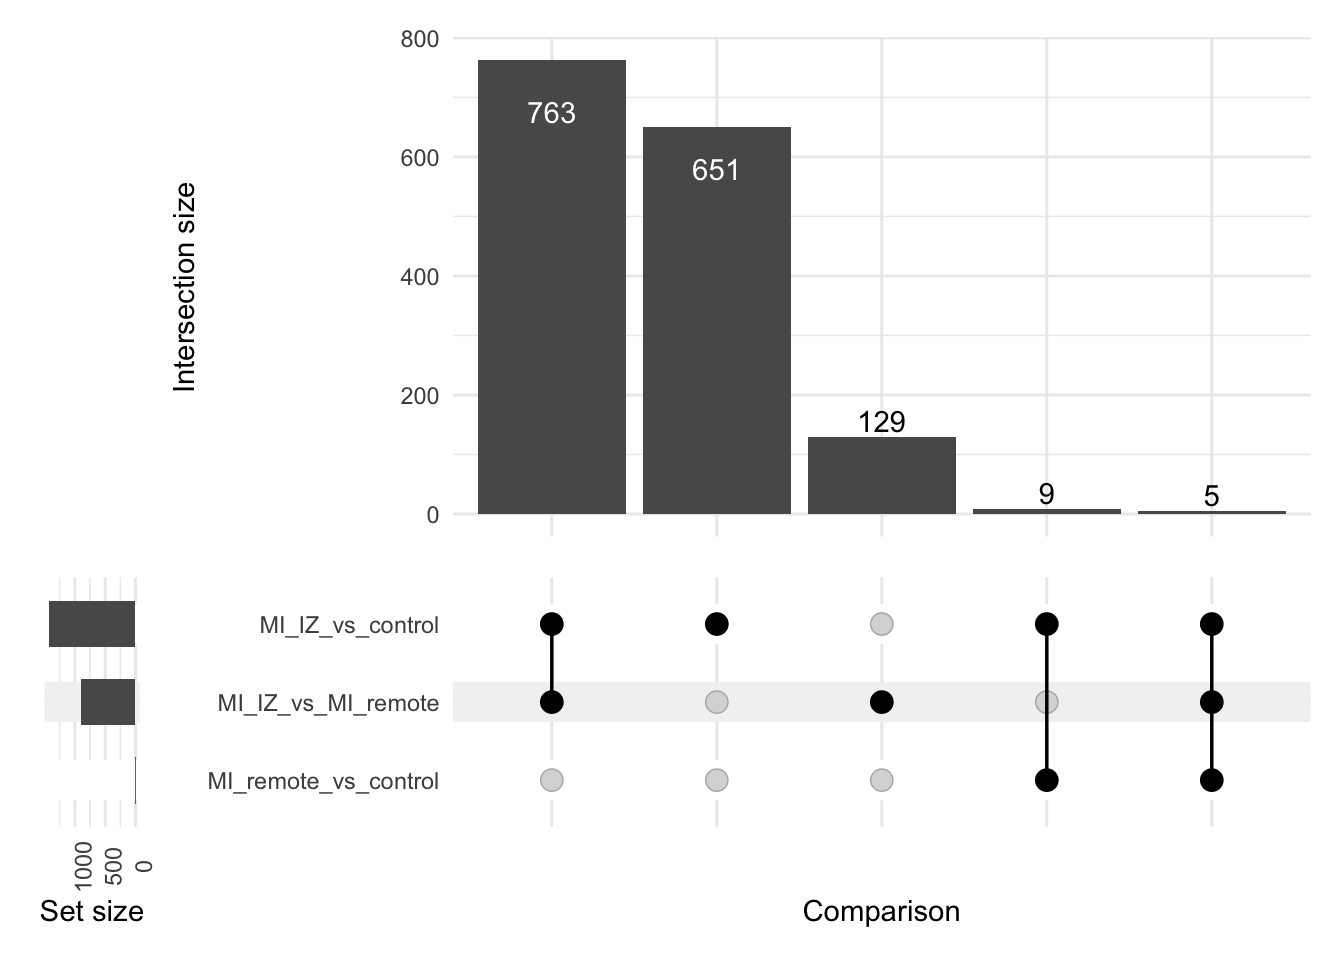 800
600
400
200
0
Intersection size
763
651
129
9
5
MI_IZ_vs_control
MI_IZ_vs_MI_remote
MI_remote_vs_control
1000
500
0
Set size
Comparison